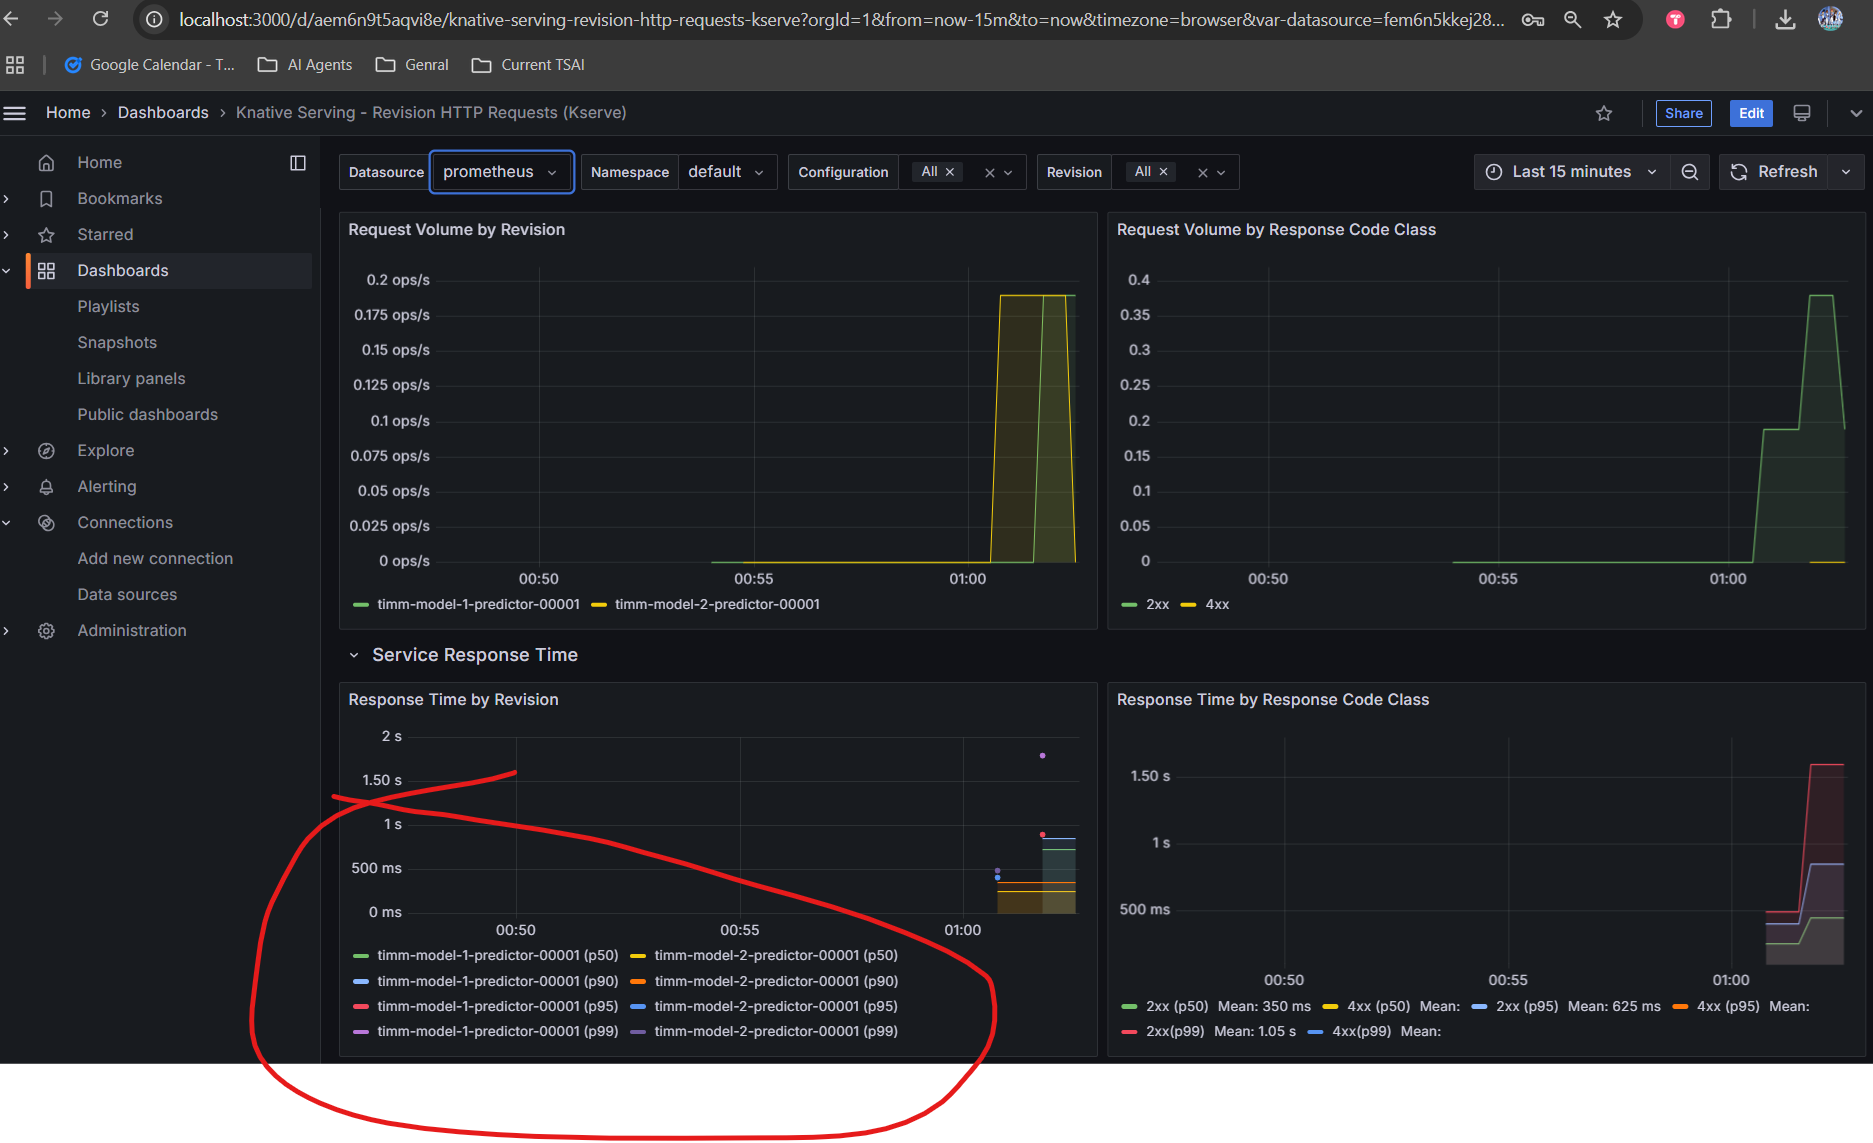 localhost:3000/d/aem6n9t5aqvi8e/knative-serving-revision-http-requests-kserve?orgId=1&from=now-15m&to=now&timezone=browser&var-datasource=fem6n5kkej28...
Google Calendar - T...
AI Agents
Genral
Current TSAI
Home › Dashboards › Knative Serving - Revision HTTP Requests (Kserve)
Share
Edit
Home
Bookmarks
Starred
Dashboards
Playlists
Snapshots
Library panels
Public dashboards
Explore
Alerting
Connections
Add new connection
Data sources
Administration
Datasource prometheus
Namespace default
Configuration All
Revision All
Last 15 minutes
Refresh
Request Volume by Revision
0.2 ops/s
0.175 ops/s
0.15 ops/s
0.125 ops/s
0.1 ops/s
0.075 ops/s
0.05 ops/s
0.025 ops/s
0 ops/s
00:50 00:55 01:00
timm-model-1-predictor-00001 timm-model-2-predictor-00001
Request Volume by Response Code Class
0.4
0.35
0.3
0.25
0.2
0.15
0.1
0.05
0
00:50 00:55 01:00
2xx 4xx
Service Response Time
Response Time by Revision
2 s
1.50 s
1 s
500 ms
0 ms
00:50 00:55 01:00
timm-model-1-predictor-00001 (p50) timm-model-2-predictor-00001 (p50)
timm-model-1-predictor-00001 (p90) timm-model-2-predictor-00001 (p90)
timm-model-1-predictor-00001 (p95) timm-model-2-predictor-00001 (p95)
timm-model-1-predictor-00001 (p99) timm-model-2-predictor-00001 (p99)
Response Time by Response Code Class
1.50 s
1 s
500 ms
00:50 00:55 01:00
2xx (p50) Mean: 350 ms 4xx (p50) Mean: 2xx (p95) Mean: 625 ms 4xx (p95) Mean:
2xx(p99) Mean: 1.05 s 4xx(p99) Mean: